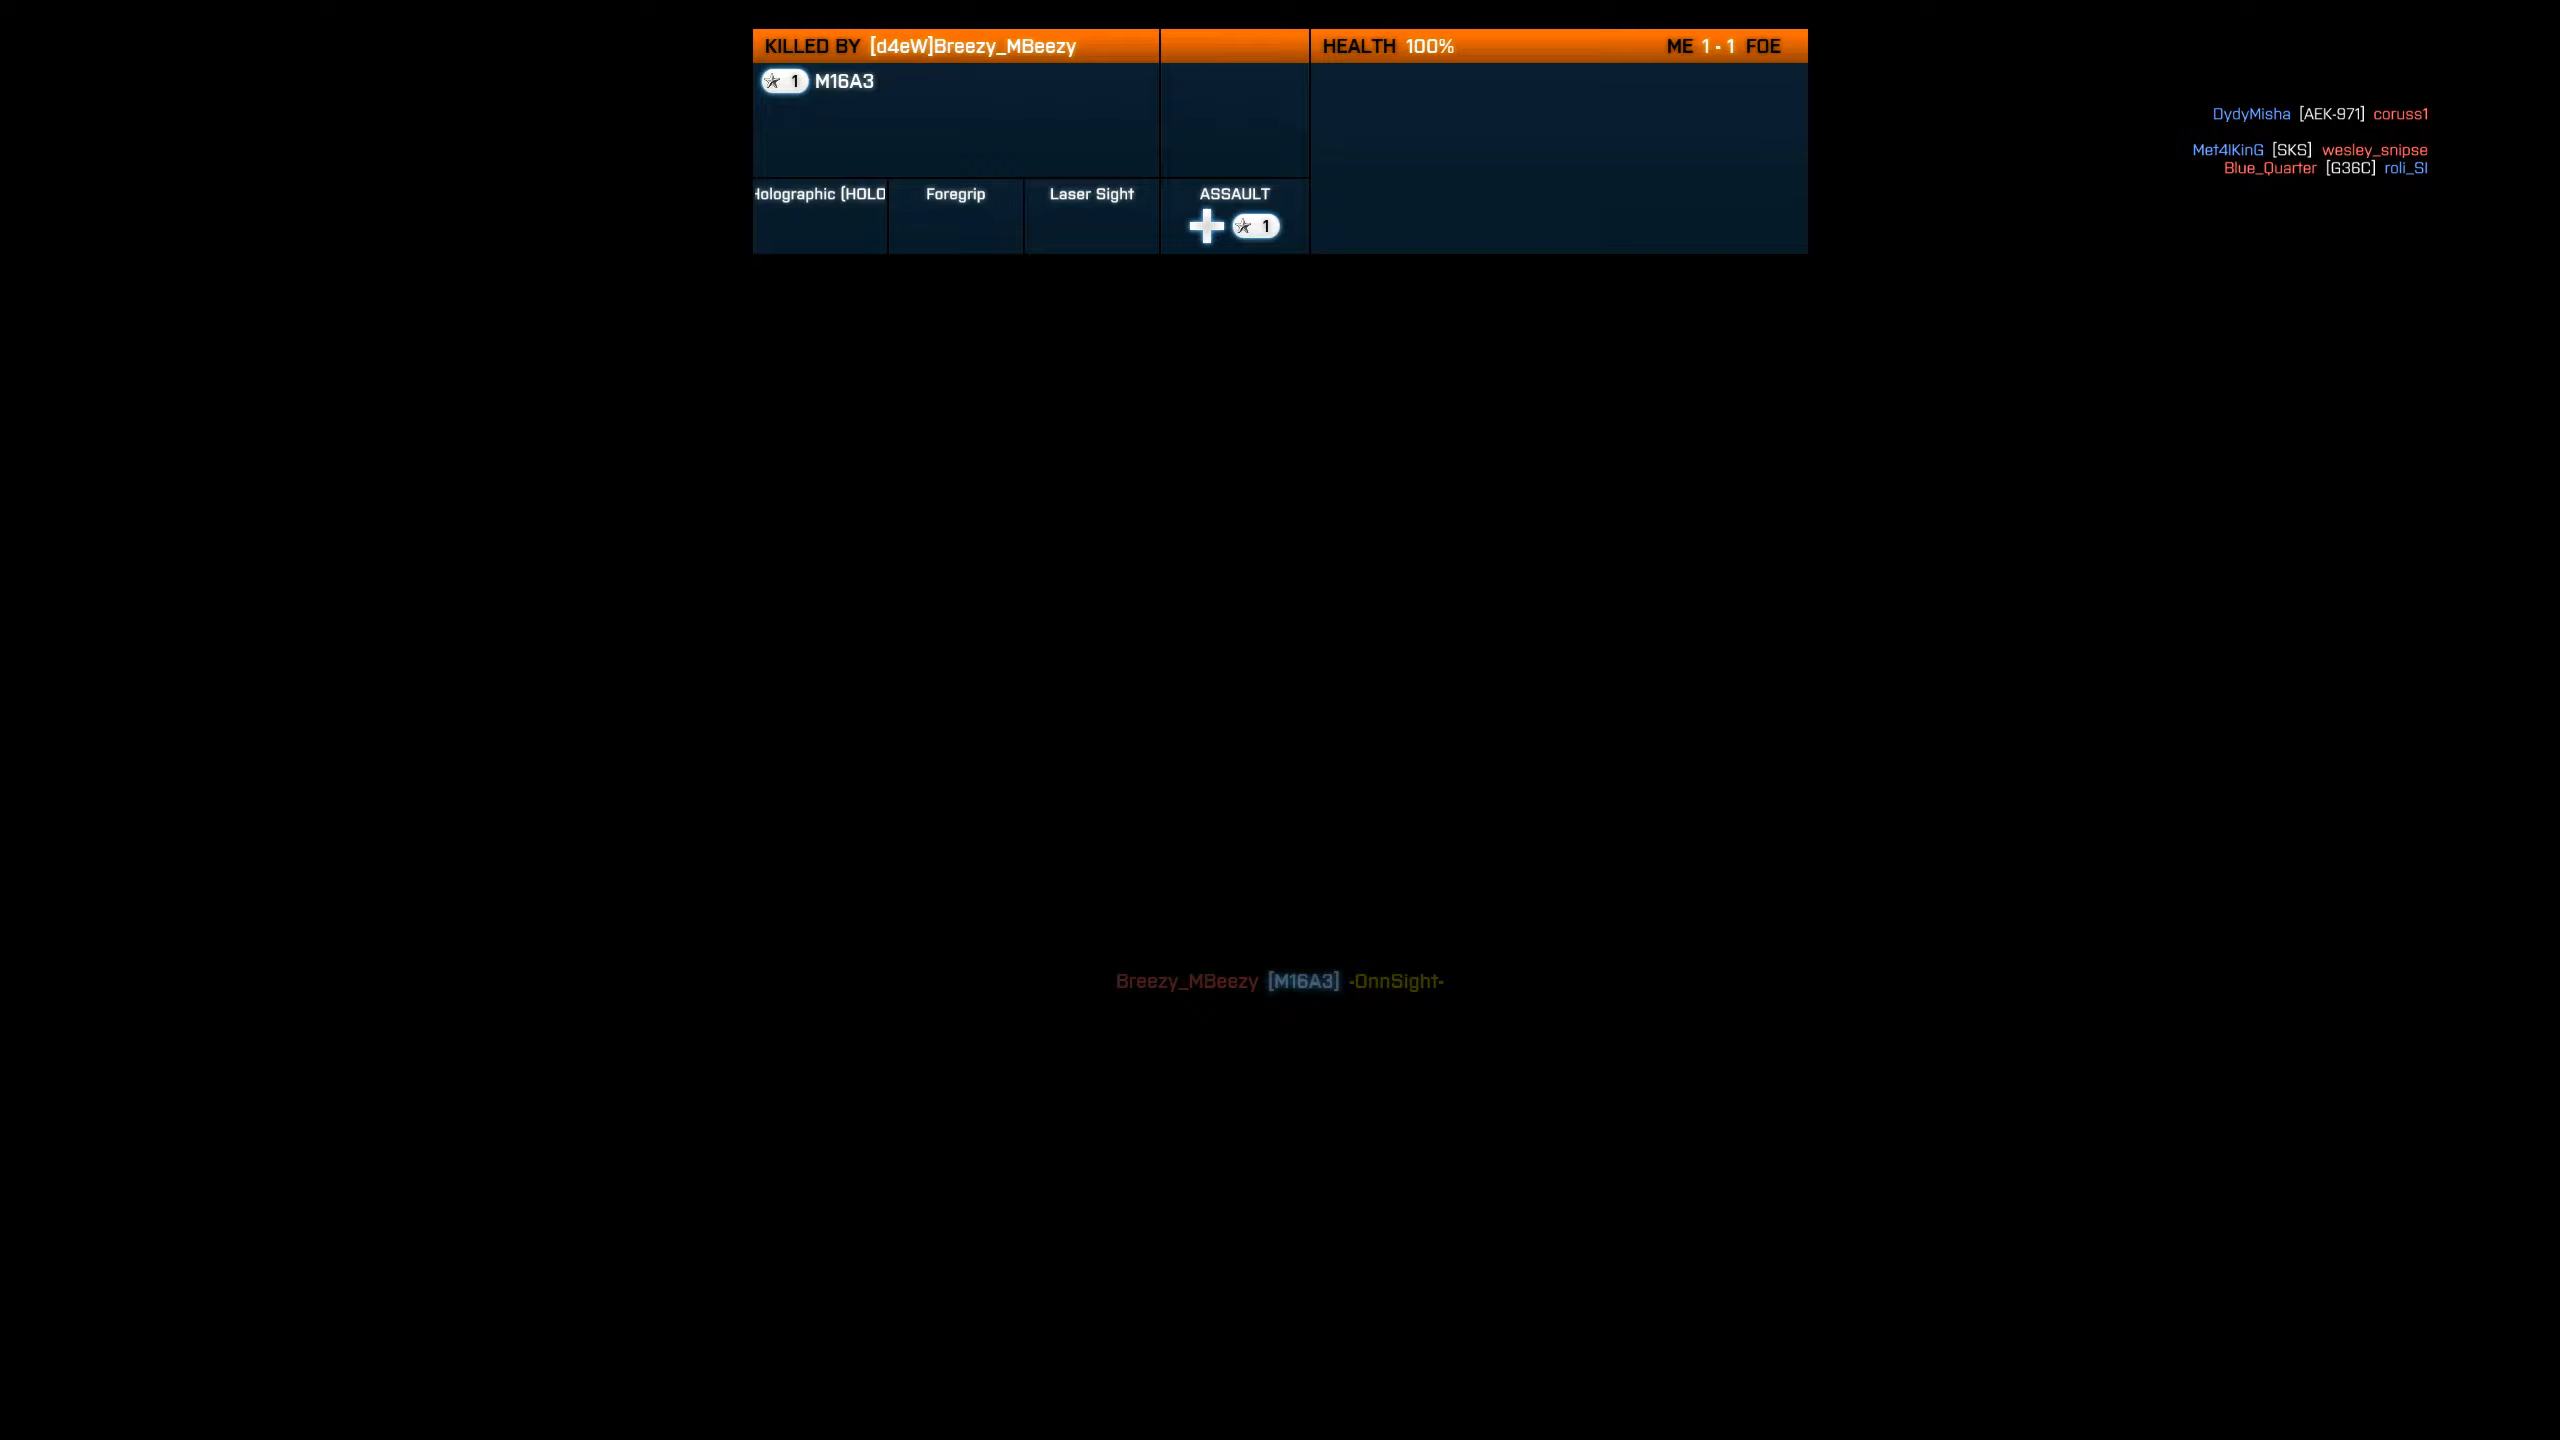 KILLED BY [d4eW]Breezy_MBeezy HEALTH 100% ME 1 - 1 FOE
1 M16A3
Holographic (HOLO Foregrip Laser Sight ASSAULT
1
DydyMisha [AEK-971] coruss1
Met4lKinG [SKS] wesley_snipse
Blue_Quarter [G36C] roli_SI
Breezy_MBeezy [M16A3] -OnnSight-